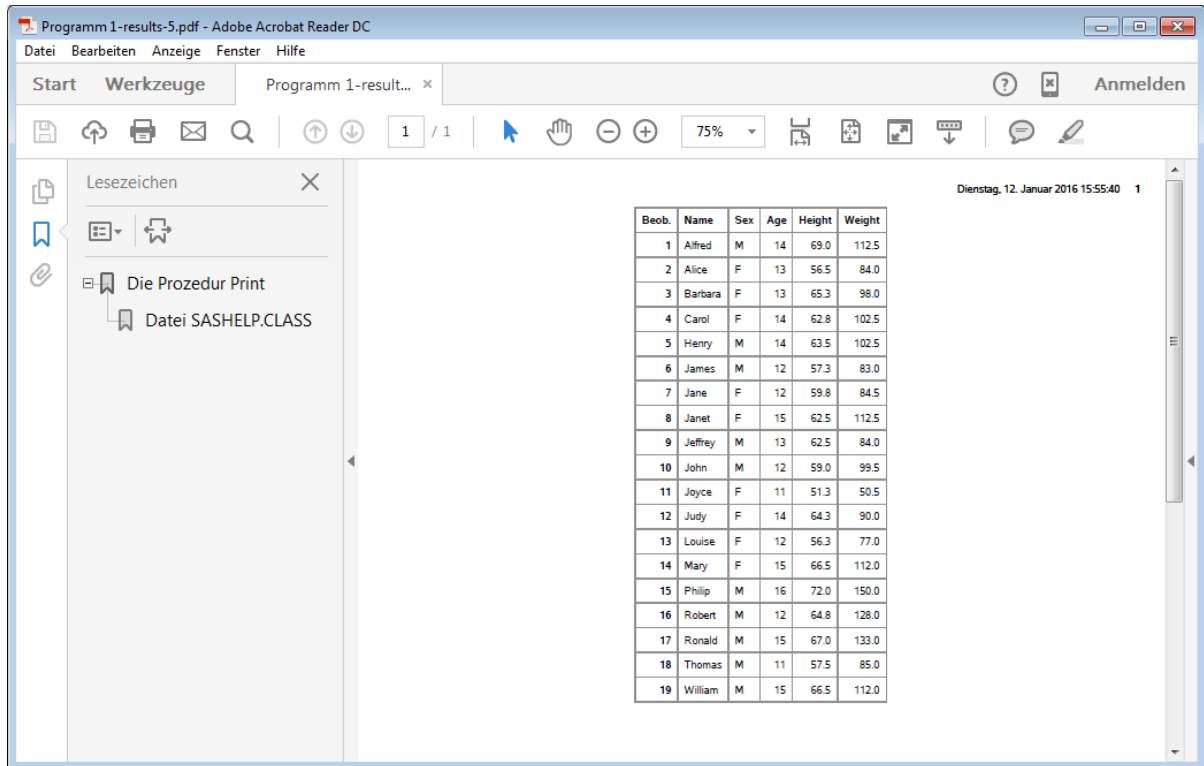 Programm 1-results-5.pdf - Adobe Acrobat Reader DC
Datei Bearbeiten Anzeige Fenster Hilfe
Start Werkzeuge Programm 1-result... × ? Anmelden
1 / 1 75%
Lesezeichen
Die Prozedur Print
Datei SASHELP.CLASS
Dienstag, 12. Januar 2016 15:55:40 1
Beob. Name Sex Age Height Weight
1 Alfred M 14 69.0 112.5
2 Alice F 13 56.5 84.0
3 Barbara F 13 65.3 98.0
4 Carol F 14 62.8 102.5
5 Henry M 14 63.5 102.5
6 James M 12 57.3 83.0
7 Jane F 12 59.8 84.5
8 Janet F 15 62.5 112.5
9 Jeffrey M 13 62.5 84.0
10 John M 12 59.0 99.5
11 Joyce F 11 51.3 50.5
12 Judy F 14 64.3 90.0
13 Louise F 12 56.3 77.0
14 Mary F 15 66.5 112.0
15 Philip M 16 72.0 150.0
16 Robert M 12 64.8 128.0
17 Ronald M 15 67.0 133.0
18 Thomas M 11 57.5 85.0
19 William M 15 66.5 112.0